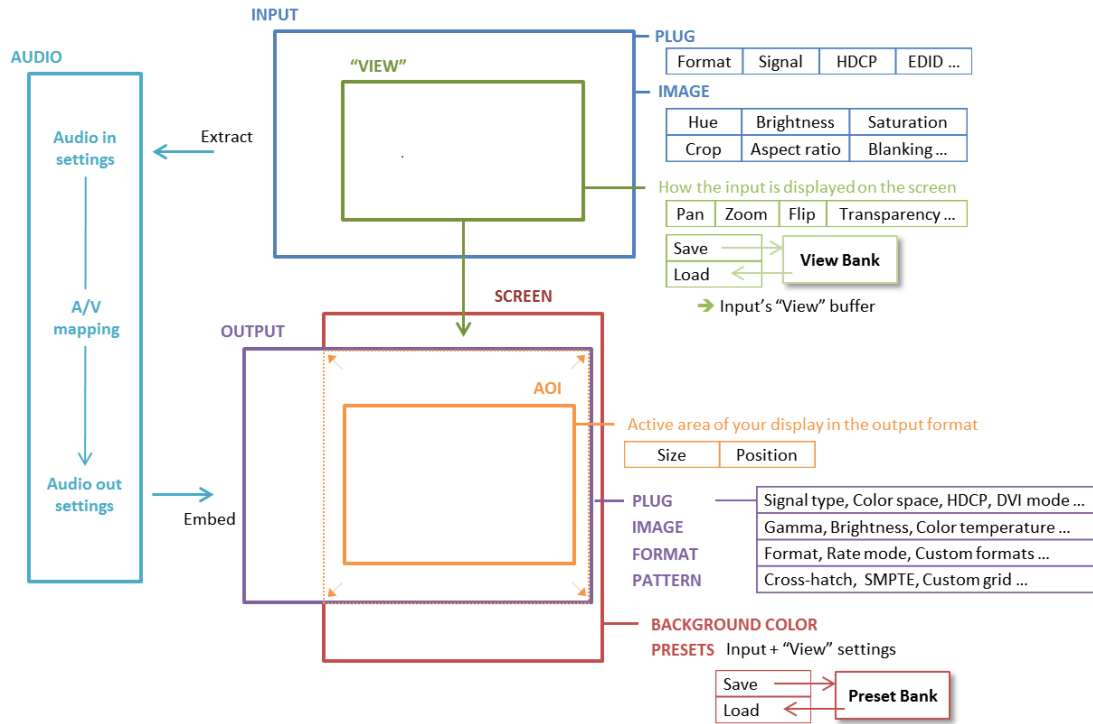 INPUT
AUDIO
PLUG
Format Signal HDCP EDID ...
"VIEW"
IMAGE
Hue Brightness Saturation
Crop Aspect ratio Blanking ...
Audio in
settings
Extract
How the input is displayed on the screen
Pan Zoom Flip Transparency ...
Save
Load
View Bank
➔ Input's "View" buffer
SCREEN
A/V
mapping
OUTPUT
AOI
Active area of your display in the output format
Size Position
Audio out
settings
Embed
PLUG Signal type, Color space, HDCP, DVI mode ...
IMAGE Gamma, Brightness, Color temperature ...
FORMAT Format, Rate mode, Custom formats ...
PATTERN Cross-hatch, SMPTE, Custom grid ...
BACKGROUND COLOR
PRESETS Input + "View" settings
Save
Load
Preset Bank